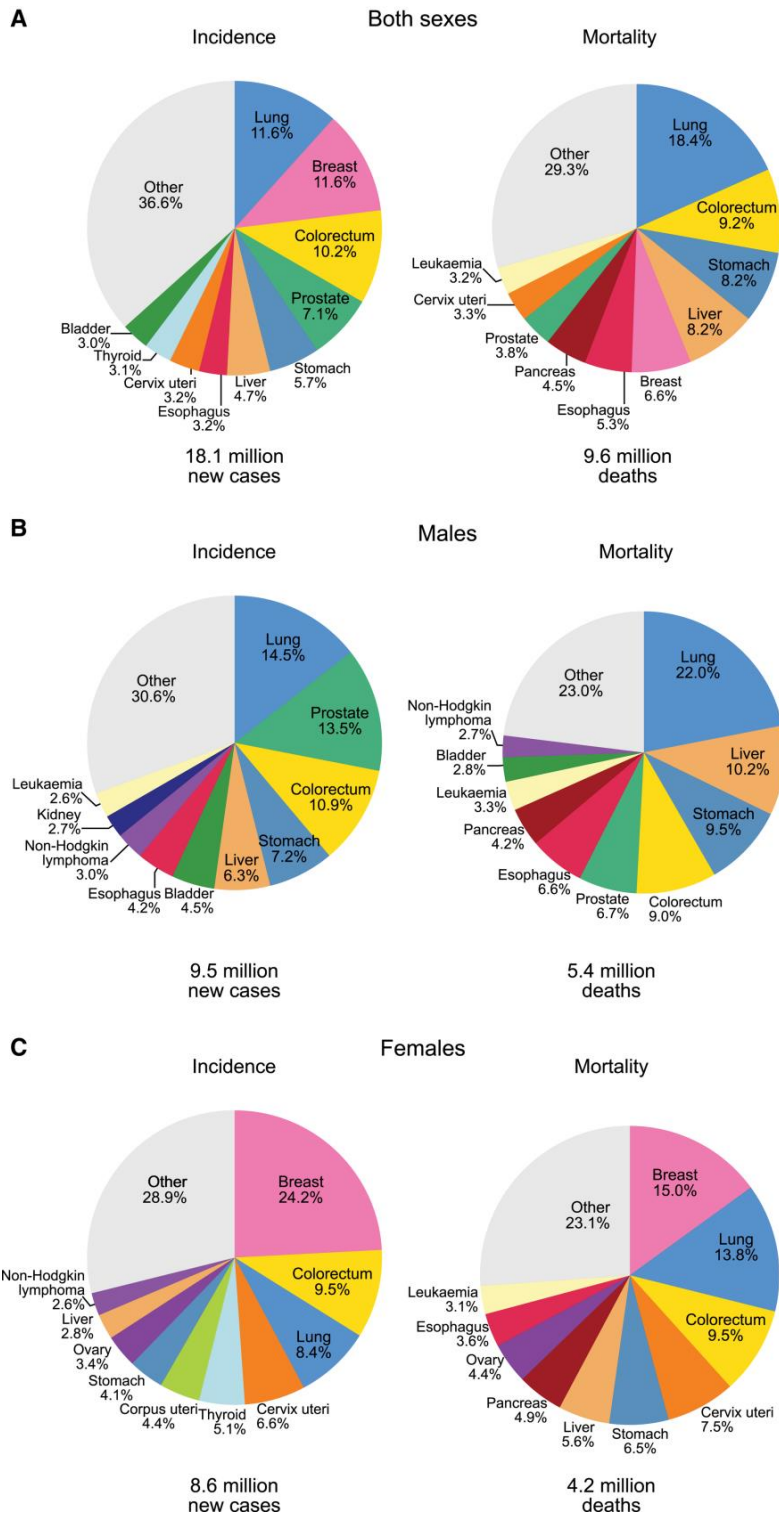 A
Both sexes
Incidence
Mortality
Lung
11.6%
Breast
11.6%
Colorectum
10.2%
Prostate
7.1%
Stomach
5.7%
Liver
4.7%
Esophagus
3.2%
Cervix uteri
3.2%
Thyroid
3.1%
Bladder
3.0%
Other
36.6%
18.1 million
new cases
Lung
18.4%
Colorectum
9.2%
Stomach
8.2%
Liver
8.2%
Breast
6.6%
Esophagus
5.3%
Pancreas
4.5%
Prostate
3.8%
Cervix uteri
3.3%
Leukaemia
3.2%
Other
29.3%
9.6 million
deaths
B
Males
Incidence
Mortality
Lung
14.5%
Prostate
13.5%
Colorectum
10.9%
Stomach
7.2%
Liver
6.3%
Bladder
4.5%
Esophagus
4.2%
Non-Hodgkin
lymphoma
3.0%
Kidney
2.7%
Leukaemia
2.6%
Other
30.6%
9.5 million
new cases
Lung
22.0%
Liver
10.2%
Stomach
9.5%
Colorectum
9.0%
Prostate
6.7%
Esophagus
6.6%
Pancreas
4.2%
Leukaemia
3.3%
Bladder
2.8%
Non-Hodgkin
lymphoma
2.7%
Other
23.0%
5.4 million
deaths
C
Females
Incidence
Mortality
Breast
24.2%
Colorectum
9.5%
Lung
8.4%
Cervix uteri
6.6%
Thyroid
5.1%
Corpus uteri
4.4%
Stomach
4.1%
Ovary
3.4%
Liver
2.8%
Non-Hodgkin
lymphoma
2.6%
Other
28.9%
8.6 million
new cases
Breast
15.0%
Lung
13.8%
Colorectum
9.5%
Cervix uteri
7.5%
Stomach
6.5%
Liver
5.6%
Pancreas
4.9%
Ovary
4.4%
Esophagus
3.6%
Leukaemia
3.1%
Other
23.1%
4.2 million
deaths